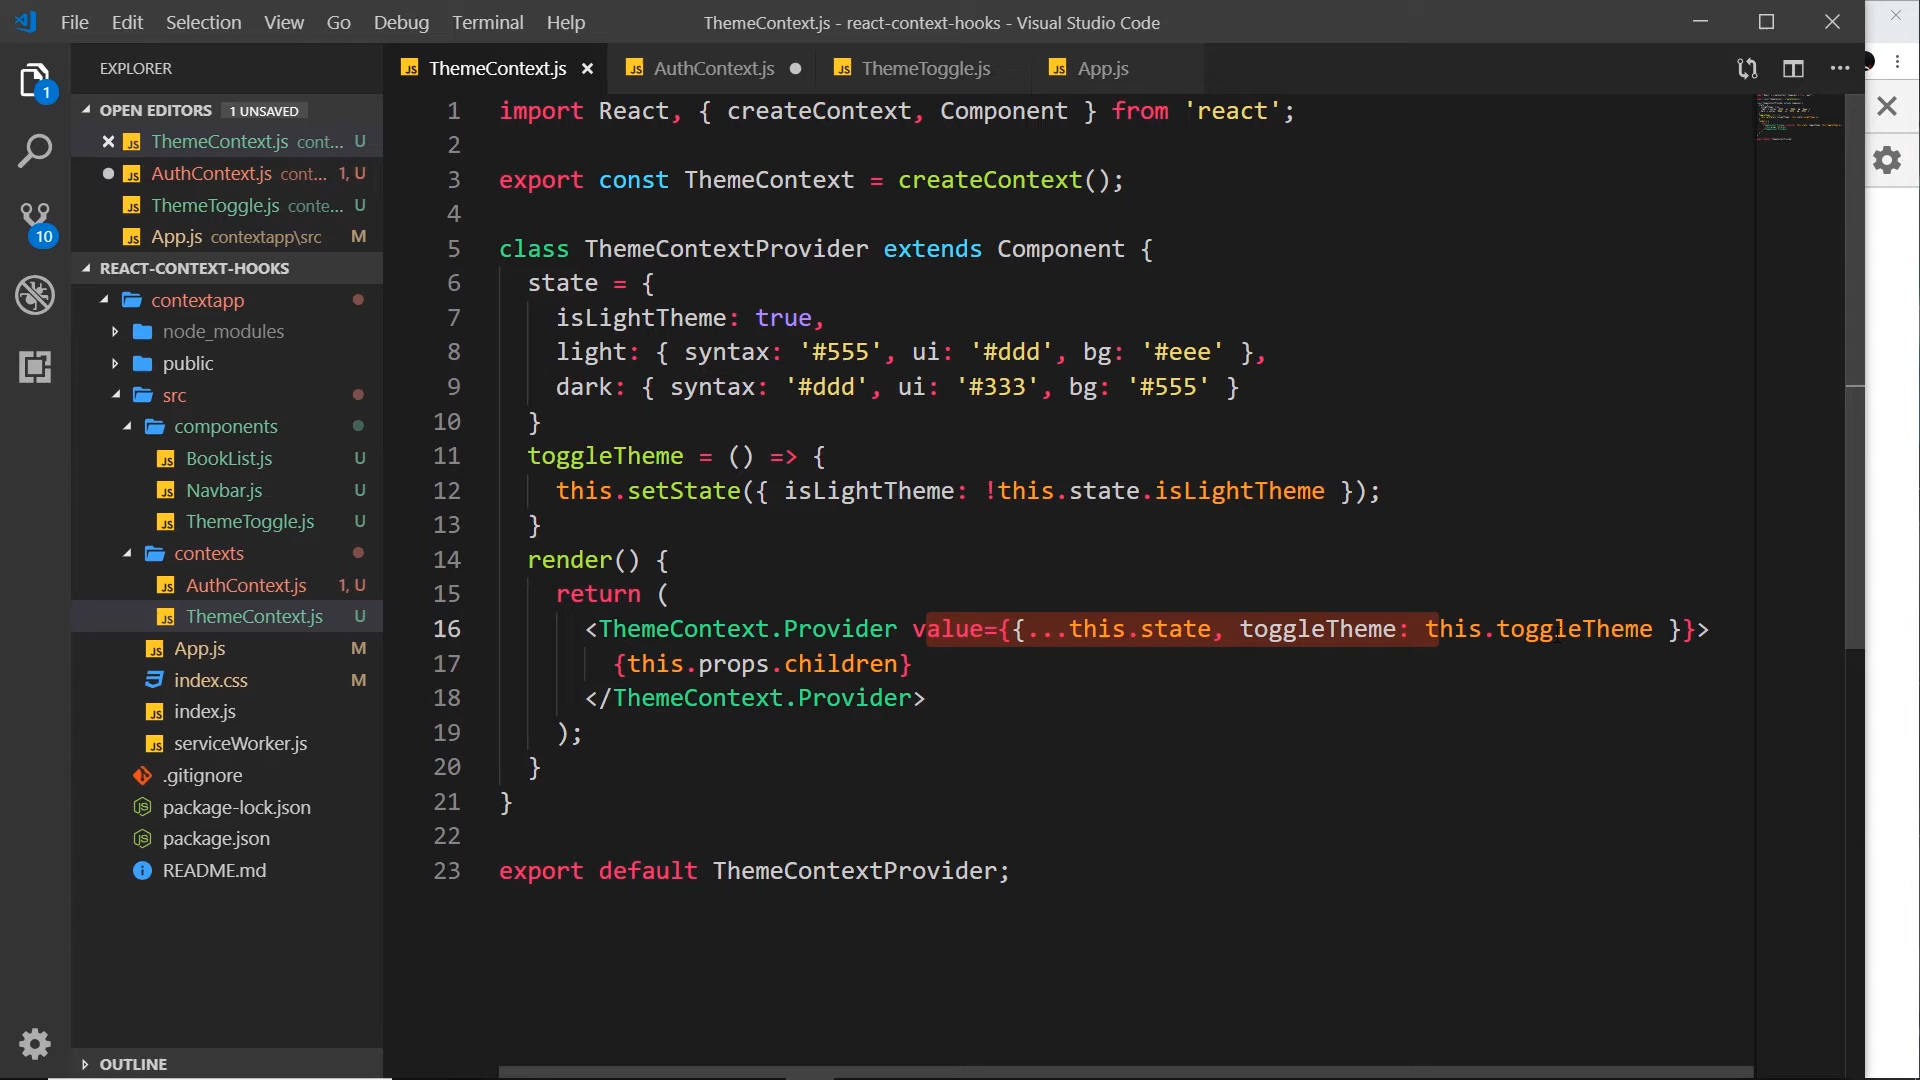 File Edit Selection View Go Debug Terminal Help
ThemeContext.js - react-context-hooks - Visual Studio Code
EXPLORER
OPEN EDITORS 1 UNSAVED
ThemeContext.js cont... U
AuthContext.js cont... 1, U
ThemeToggle.js conte... U
App.js contextapp\src M
REACT-CONTEXT-HOOKS
contextapp
node_modules
public
src
components
BookList.js U
Navbar.js U
ThemeToggle.js U
contexts
AuthContext.js 1, U
ThemeContext.js U
App.js M
index.css M
index.js
serviceWorker.js
.gitignore
package-lock.json
package.json
README.md
OUTLINE
1
10
ThemeContext.js AuthContext.js ThemeToggle.js App.js
1 import React, { createContext, Component } from 'react';
2
3 export const ThemeContext = createContext();
4
5 class ThemeContextProvider extends Component {
6 state = {
7 isLightTheme: true,
8 light: { syntax: '#555', ui: '#ddd', bg: '#eee' },
9 dark: { syntax: '#ddd', ui: '#333', bg: '#555' }
10 }
11 toggleTheme = () => {
12 this.setState({ isLightTheme: !this.state.isLightTheme });
13 }
14 render() {
15 return (
16 <ThemeContext.Provider value={{...this.state, toggleTheme: this.toggleTheme }}>
17 {this.props.children}
18 </ThemeContext.Provider>
19 );
20 }
21 }
22
23 export default ThemeContextProvider;